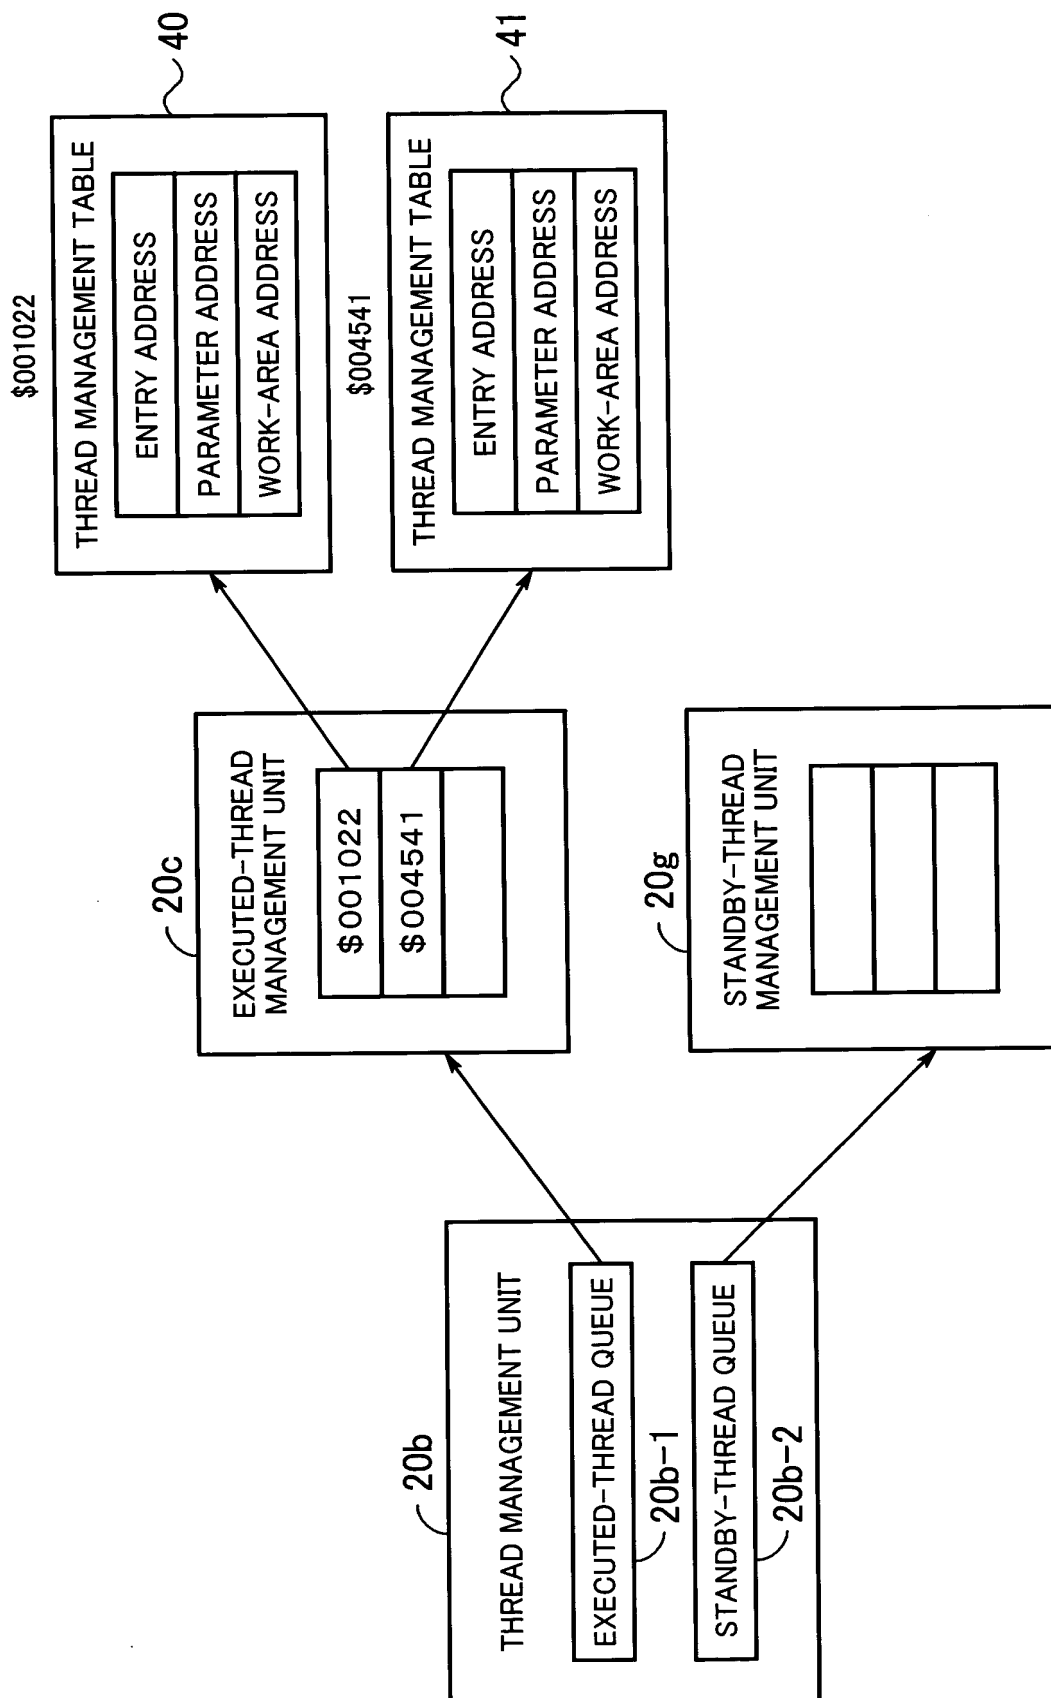 20b
THREAD MANAGEMENT UNIT
EXECUTED-THREAD QUEUE
20b-1
STANDBY-THREAD QUEUE
20b-2
20c
EXECUTED-THREAD
MANAGEMENT UNIT
$001022
$004541
20g
STANDBY-THREAD
MANAGEMENT UNIT
$001022
THREAD MANAGEMENT TABLE
40
ENTRY ADDRESS
PARAMETER ADDRESS
WORK-AREA ADDRESS
$004541
THREAD MANAGEMENT TABLE
41
ENTRY ADDRESS
PARAMETER ADDRESS
WORK-AREA ADDRESS